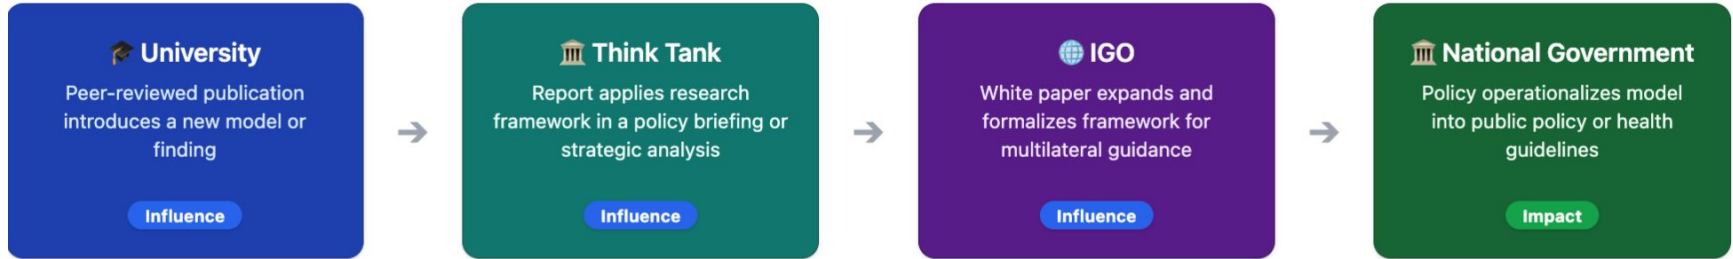 University
Peer-reviewed publication
introduces a new model or
finding
Influence
Think Tank
Report applies research
framework in a policy briefing or
strategic analysis
Influence
IGO
White paper expands and
formalizes framework for
multilateral guidance
Influence
National Government
Policy operationalizes model
into public policy or health
guidelines
Impact